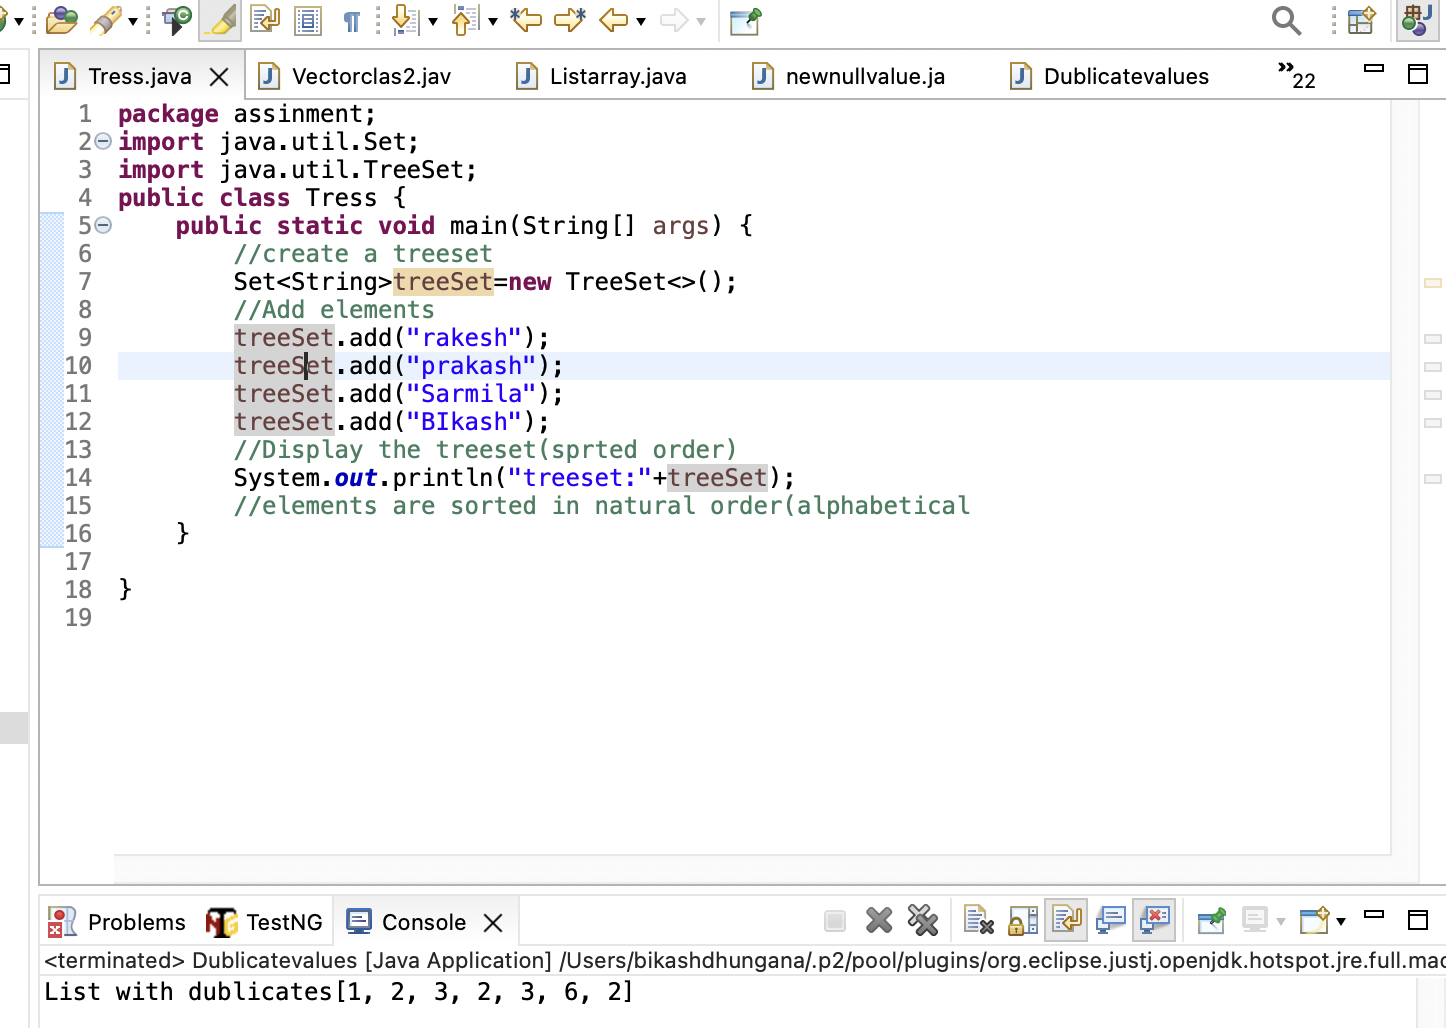 Tress.java
Vectorclas2.jav
Listarray.java
newnullvalue.ja
Dublicatevalues
»22
1 package assinment;
2 import java.util.Set;
3 import java.util.TreeSet;
4 public class Tress {
5 public static void main(String[] args) {
6 //create a treeset
7 Set<String>treeSet=new TreeSet<>();
8 //Add elements
9 treeSet.add("rakesh");
10 treeSet.add("prakash");
11 treeSet.add("Sarmila");
12 treeSet.add("BIkash");
13 //Display the treeset(sprted order)
14 System.out.println("treeset:"+treeSet);
15 //elements are sorted in natural order(alphabetical
16 }
17
18 }
19
Problems
TestNG
Console
<terminated> Dublicatevalues [Java Application] /Users/bikashdhungana/.p2/pool/plugins/org.eclipse.justj.openjdk.hotspot.jre.full.mac
List with dublicates[1, 2, 3, 2, 3, 6, 2]